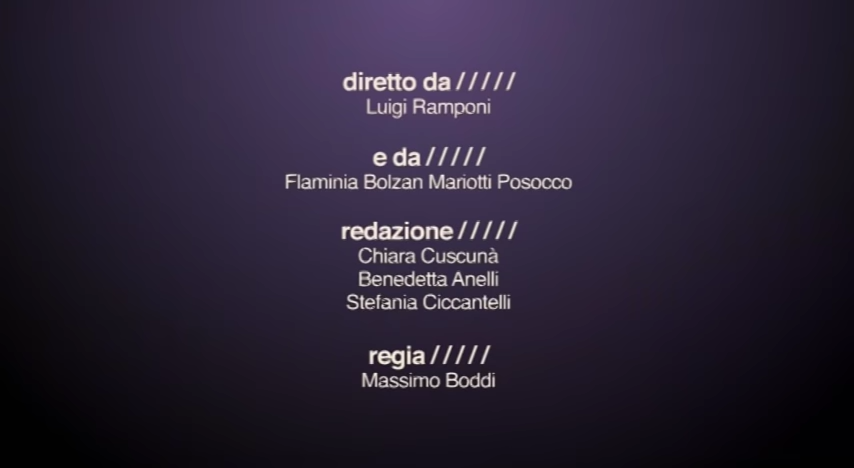 diretto da / / / / /
Luigi Ramponi
e da / / / / /
Flaminia Bolzan Mariotti Posocco
redazione / / / / /
Chiara Cuscunà
Benedetta Anelli
Stefania Ciccantelli
regia / / / / /
Massimo Boddi